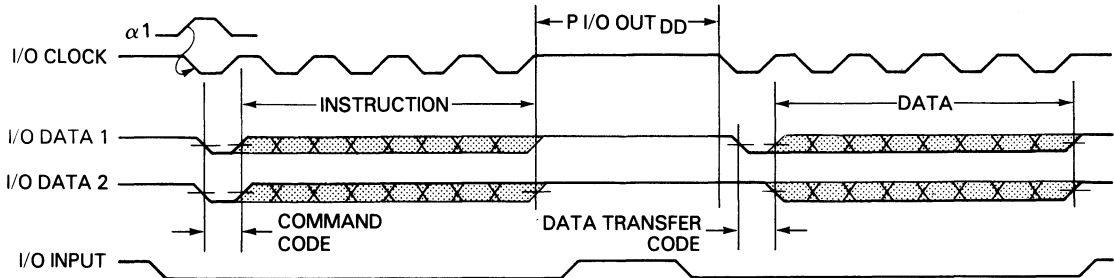 α1
P I/O OUT DD
I/O CLOCK
INSTRUCTION
DATA
I/O DATA 1
I/O DATA 2
COMMAND
CODE
DATA TRANSFER
CODE
I/O INPUT